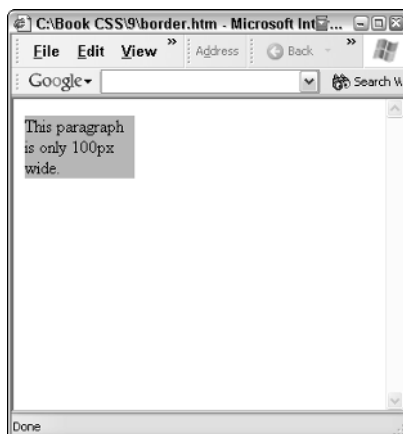 C:\Book CSS\9\border.htm - Microsoft Int...
File Edit View » Address Back »
Google Search W
This paragraph
is only 100px
wide.
Done